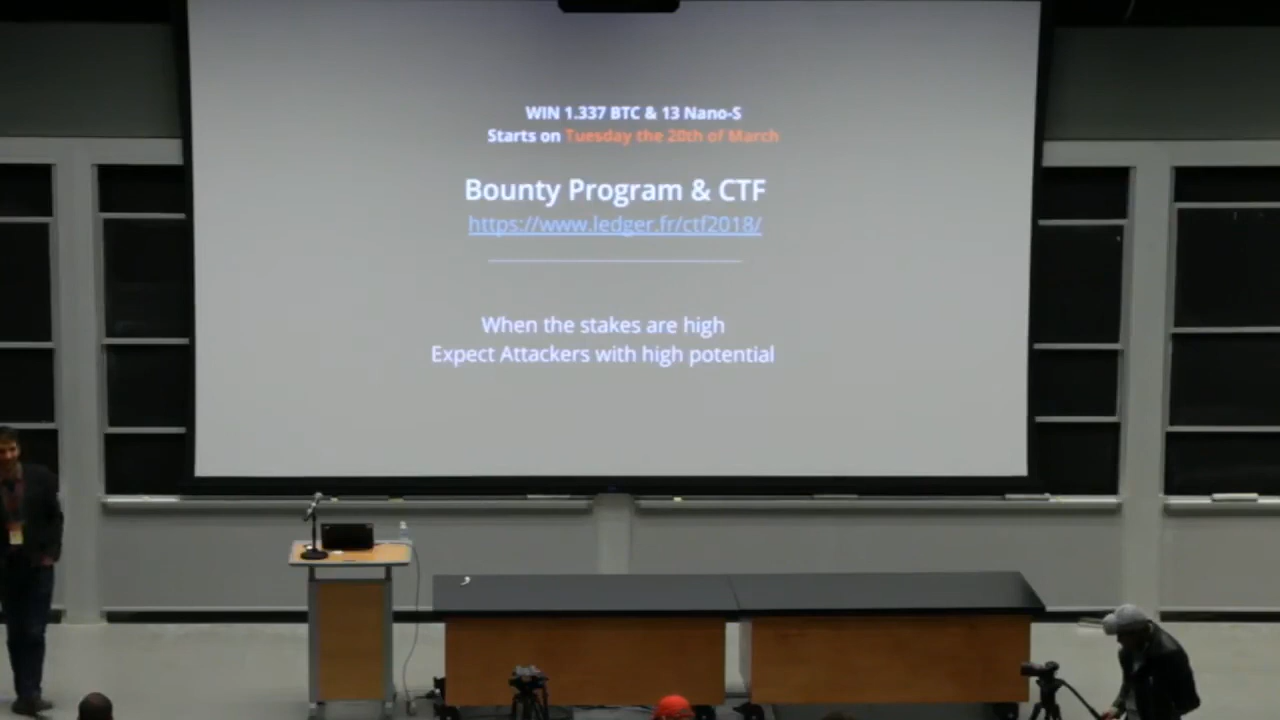 WIN 1.337 BTC & 13 Nano-S
Starts on Tuesday the 20th of March
Bounty Program & CTF
https://www.ledger.fr/ctf2018/
When the stakes are high
Expect Attackers with high potential